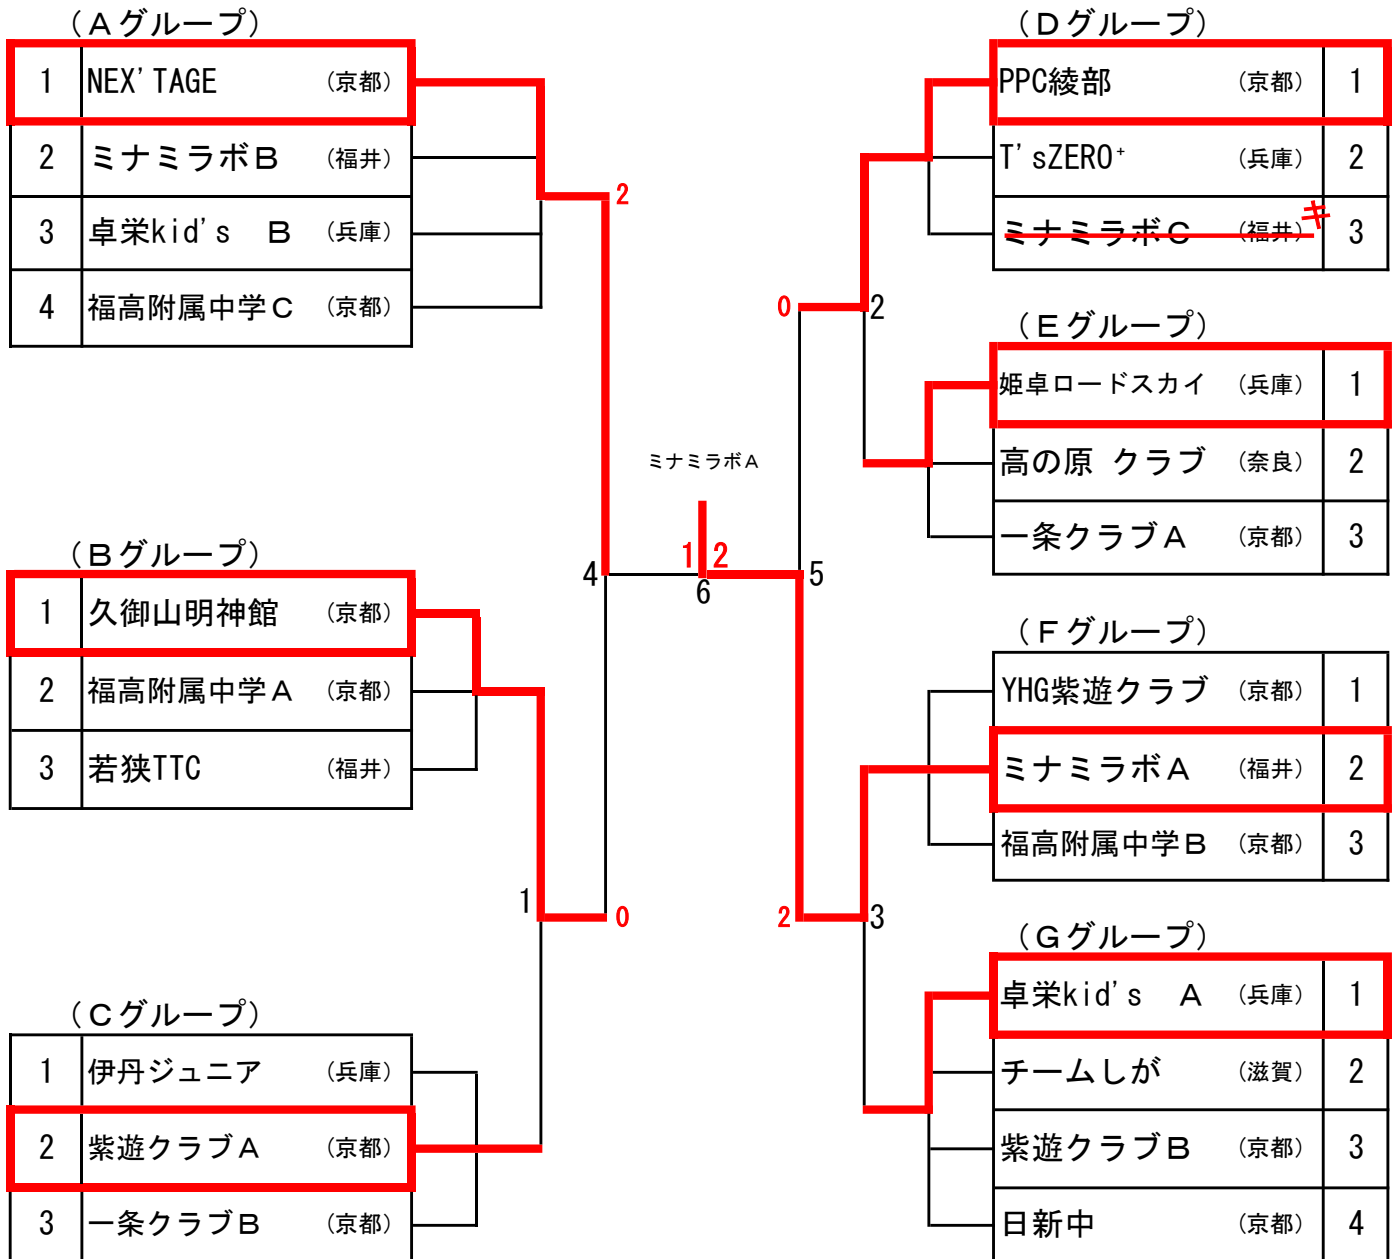 （Ａグループ）
1 NEX'TAGE （京都）
2 ミナミラボＢ （福井）
3 卓栄kid's　Ｂ （兵庫）
4 福高附属中学Ｃ （京都）
2
（Ｂグループ）
1 久御山明神館 （京都）
2 福高附属中学Ａ （京都）
3 若狭TTC （福井）
4
1
0
（Ｃグループ）
1 伊丹ジュニア （兵庫）
2 紫遊クラブＡ （京都）
3 一条クラブＢ （京都）
ミナミラボＡ
1 2
6
（Ｄグループ）
PPC綾部 （京都） 1
T'sZERO⁺ （兵庫） 2
ミナミラボＣ （福井） キ 3
0
2
（Ｅグループ）
姫卓ロードスカイ （兵庫） 1
高の原 クラブ （奈良） 2
一条クラブＡ （京都） 3
5
（Ｆグループ）
YHG紫遊クラブ （京都） 1
ミナミラボＡ （福井） 2
福高附属中学Ｂ （京都） 3
2
3
（Ｇグループ）
卓栄kid's　Ａ （兵庫） 1
チームしが （滋賀） 2
紫遊クラブＢ （京都） 3
日新中 （京都） 4